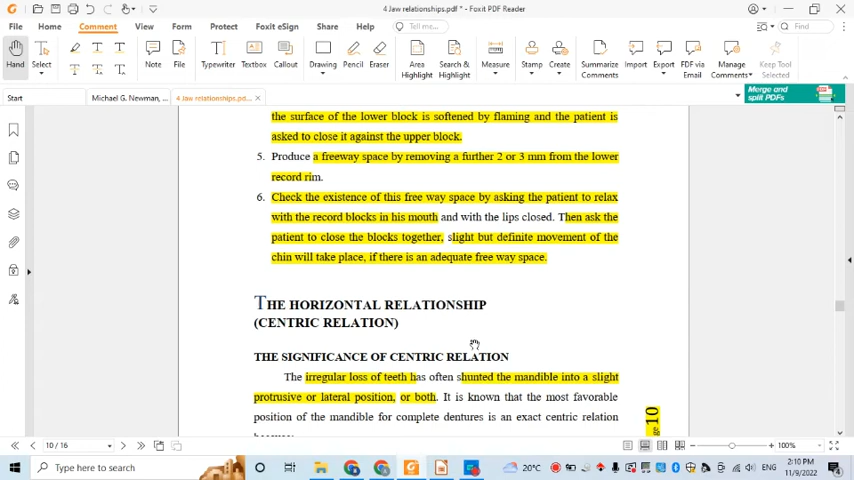 4 Jaw relationships.pdf * - Foxit PDF Reader
File
Home
Comment
View
Form
Protect
Foxit eSign
Share
Help
Tell me...
Find
Hand
Select
T T T
T T T
Note
File
Typewriter
Textbox
Callout
Drawing
Pencil
Eraser
Area Highlight
Search & Highlight
Measure
Stamp
Create
Summarize Comments
Import
Export
FDF via Email
Manage Comments
Keep Tool Selected
Start
Michael G. Newman, ...
4 Jaw relationships.pd...
Merge and split PDFs
the surface of the lower block is softened by flaming and the patient is
asked to close it against the upper block.
5. Produce a freeway space by removing a further 2 or 3 mm from the lower
record rim.
6. Check the existence of this free way space by asking the patient to relax
with the record blocks in his mouth and with the lips closed. Then ask the
patient to close the blocks together, slight but definite movement of the
chin will take place, if there is an adequate free way space.
THE HORIZONTAL RELATIONSHIP
(CENTRIC RELATION)
THE SIGNIFICANCE OF CENTRIC RELATION
The irregular loss of teeth has often shunted the mandible into a slight
protrusive or lateral position, or both. It is known that the most favorable
position of the mandible for complete dentures is an exact centric relation
10
10 / 16
100%
Type here to search
20°C
ENG
2:10 PM
11/9/2022
4